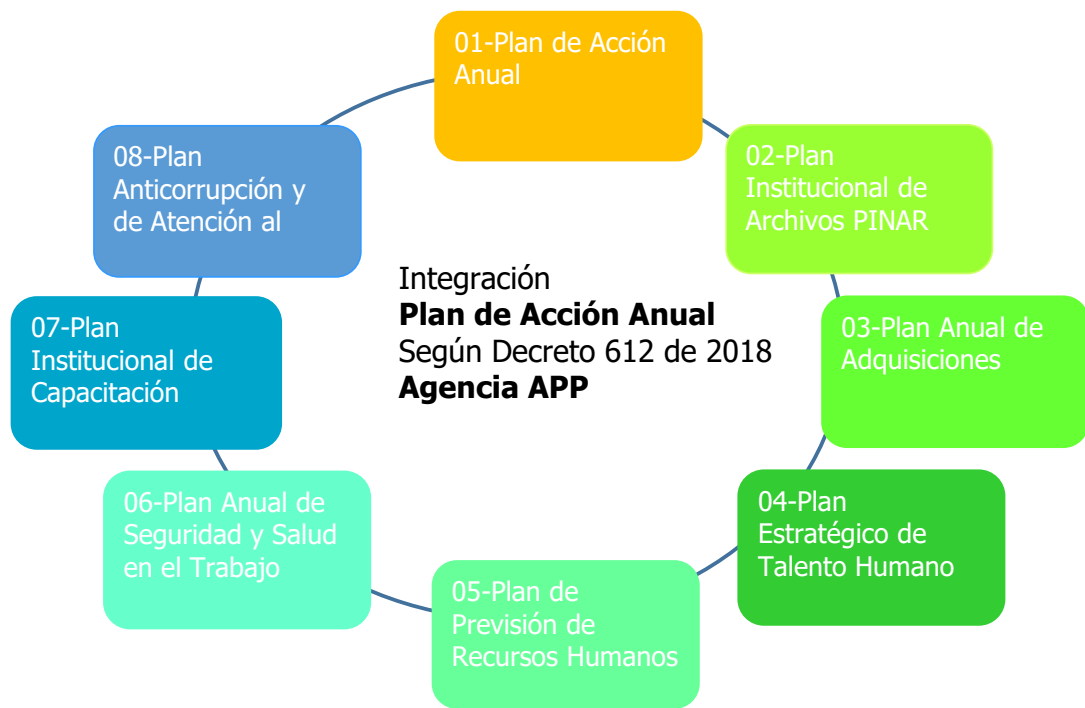 01-Plan de Acción
Anual
02-Plan
Institucional de
Archivos PINAR
03-Plan Anual de
Adquisiciones
04-Plan
Estratégico de
Talento Humano
05-Plan de
Previsión de
Recursos Humanos
06-Plan Anual de
Seguridad y Salud
en el Trabajo
07-Plan
Institucional de
Capacitación
08-Plan
Anticorrupción y
de Atención al
Integración
Plan de Acción Anual
Según Decreto 612 de 2018
Agencia APP